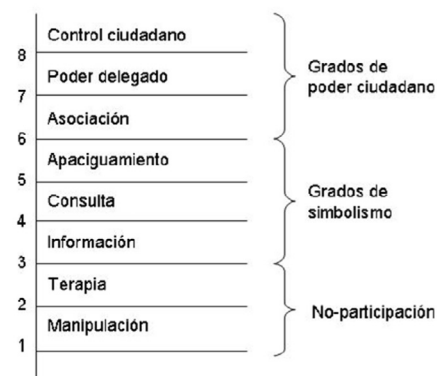 Control ciudadano
8
Poder delegado
7
Asociación
6
Apaciguamiento
5
Consulta
4
Información
3
Terapia
2
Manipulación
1
Grados de
poder ciudadano
Grados de
simbolismo
No-participación